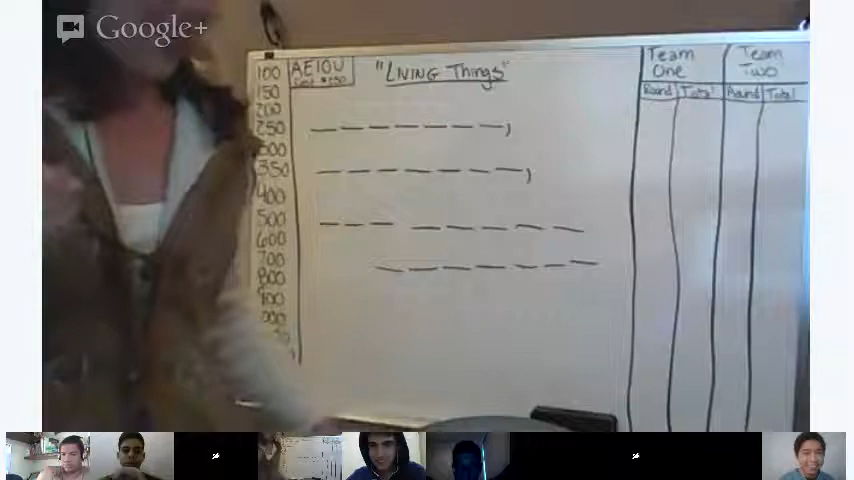 Google+
100
AEIOU
Cost $250
"Living Things"
Team
One
Team
Two
150
Round
Total
Round
Total
200
250
300
350
400
500
600
700
800
900